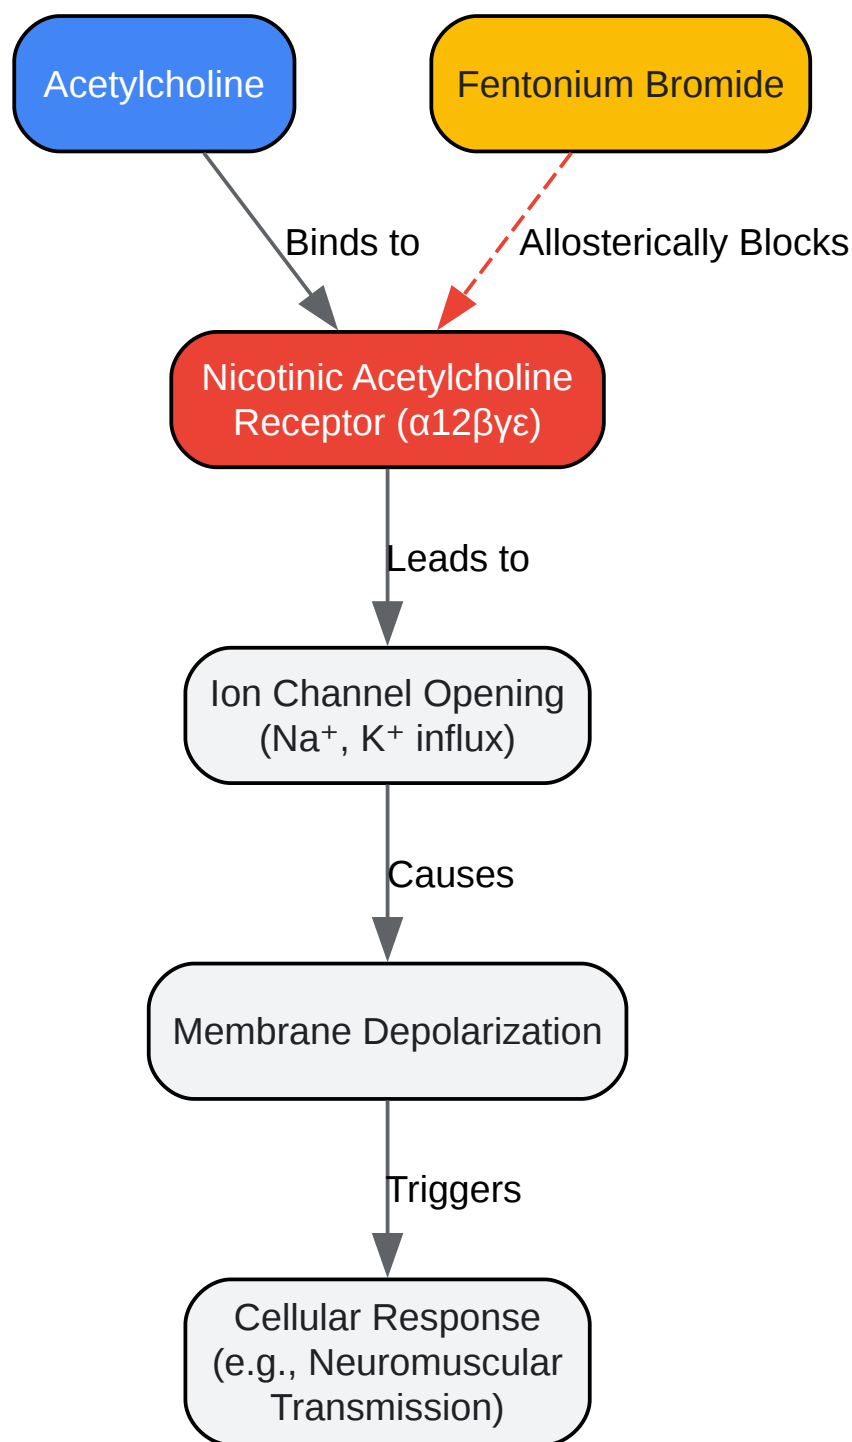 Acetylcholine
Fentonium Bromide
Binds to
Allosterically Blocks
Nicotinic Acetylcholine
Receptor (α12βγε)
Leads to
Ion Channel Opening
(Na⁺, K⁺ influx)
Causes
Membrane Depolarization
Triggers
Cellular Response
(e.g., Neuromuscular
Transmission)